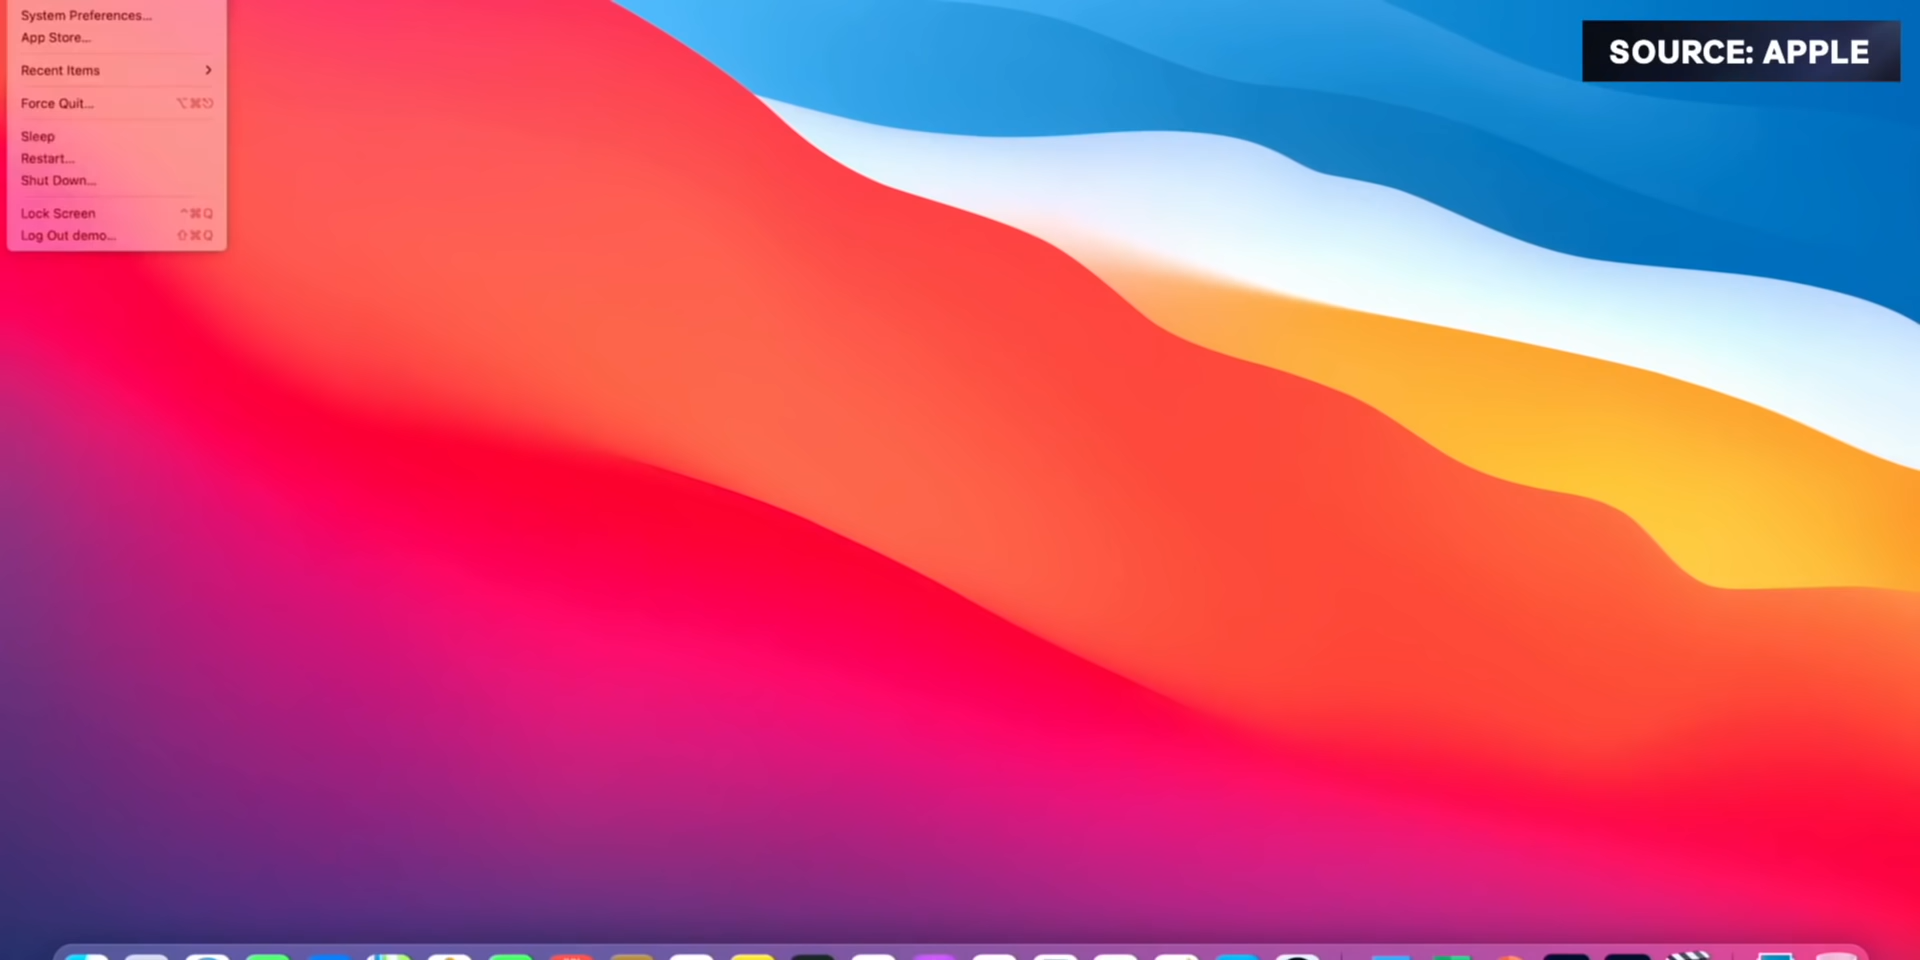 System Preferences...
App Store...
Recent Items
Force Quit... ⌥⌘⎋
Sleep
Restart...
Shut Down...
Lock Screen ^⌘Q
Log Out demo... ⇧⌘Q
SOURCE: APPLE